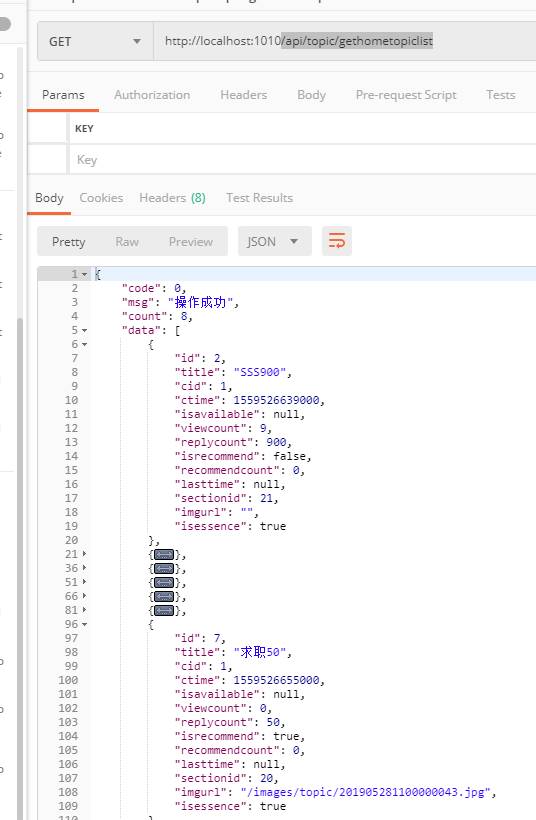 GET
http://localhost:1010/api/topic/gethometopiclist
Params Authorization Headers Body Pre-request Script Tests
KEY
Key
Body Cookies Headers (8) Test Results
Pretty Raw Preview JSON
1 {
2 "code": 0,
3 "msg": "操作成功",
4 "count": 8,
5 "data": [
6 {
7 "id": 2,
8 "title": "SSS900",
9 "cid": 1,
10 "ctime": 1559526639000,
11 "isavailable": null,
12 "viewcount": 9,
13 "replycount": 900,
14 "isrecommend": false,
15 "recommendcount": 0,
16 "lasttime": null,
17 "sectionid": 21,
18 "imgurl": "",
19 "isessence": true
20 },
21 {},
36 {},
51 {},
66 {},
81 {},
96 {
97 "id": 7,
98 "title": "求职50",
99 "cid": 1,
100 "ctime": 1559526655000,
101 "isavailable": null,
102 "viewcount": 0,
103 "replycount": 50,
104 "isrecommend": true,
105 "recommendcount": 0,
106 "lasttime": null,
107 "sectionid": 20,
108 "imgurl": "/images/topic/201905281100000043.jpg",
109 "isessence": true